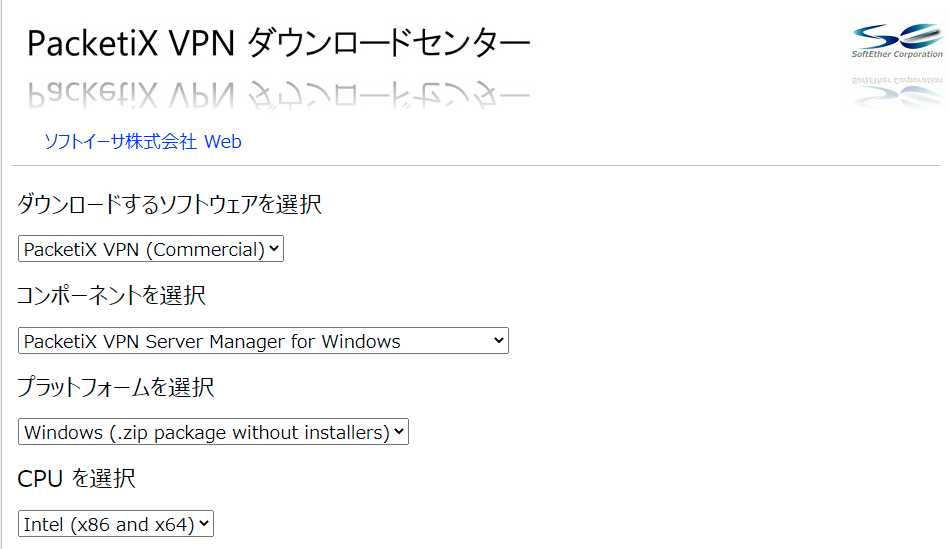 PacketiX VPN ダウンロードセンター
SoftEther Corporation
ソフトイーサ株式会社 Web
ダウンロードするソフトウェアを選択
PacketiX VPN (Commercial)
コンポーネントを選択
PacketiX VPN Server Manager for Windows
プラットフォームを選択
Windows (.zip package without installers)
CPU を選択
Intel (x86 and x64)